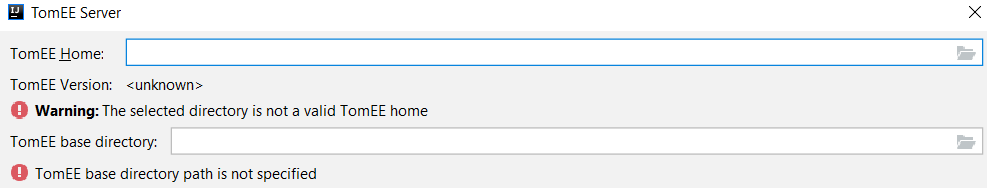 IJ TomEE Server
TomEE Home:
TomEE Version: <unknown>
Warning: The selected directory is not a valid TomEE home
TomEE base directory:
TomEE base directory path is not specified